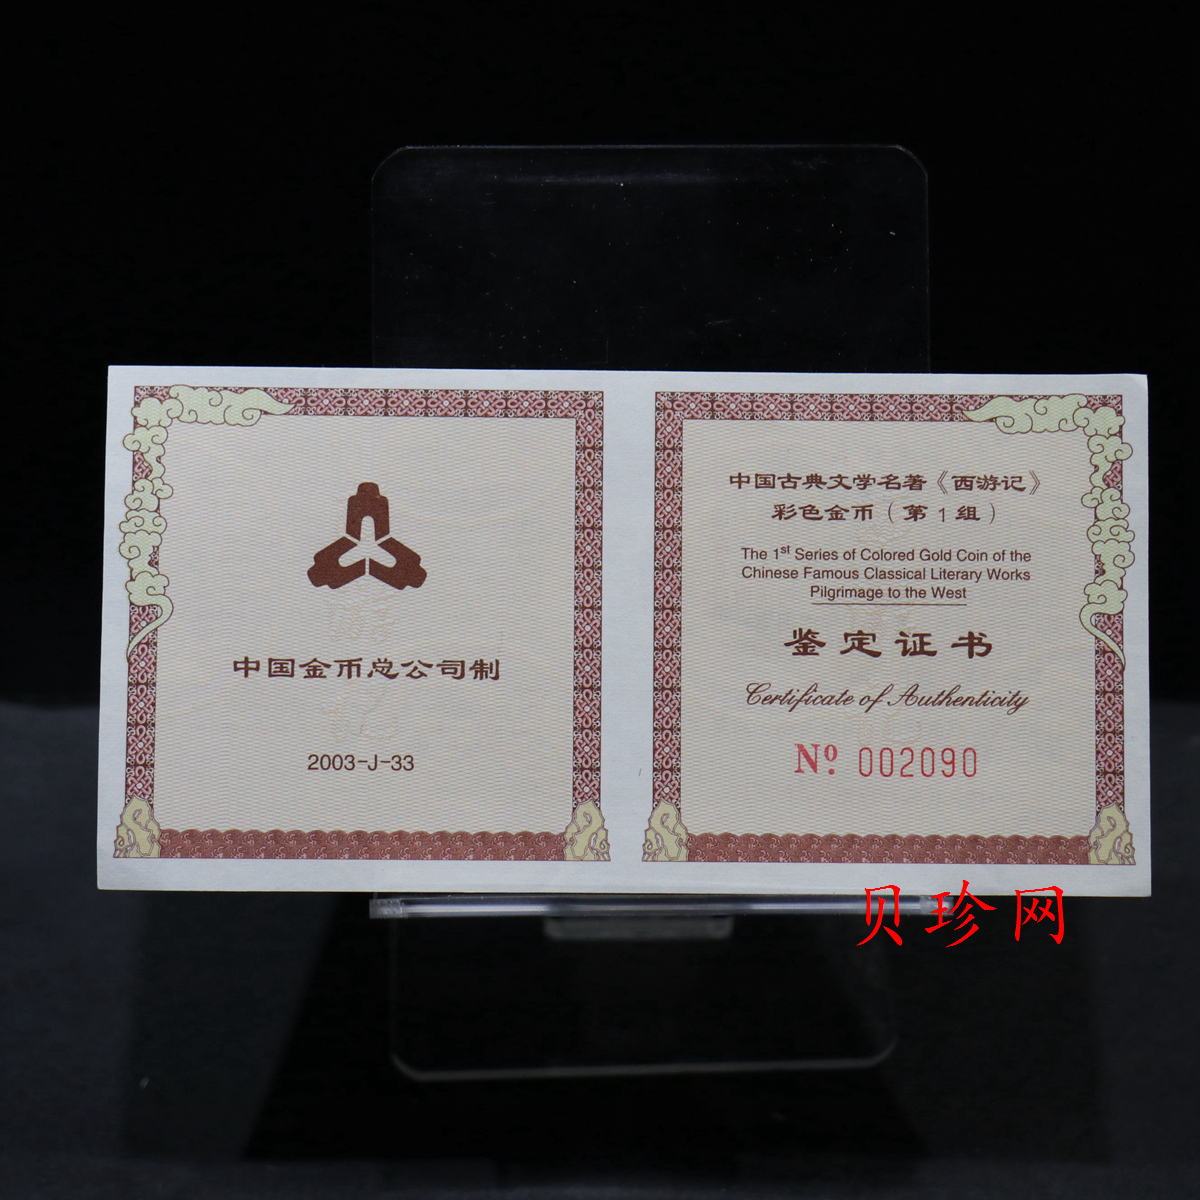 中国金币总公司制
2003-J-33
中国古典文学名著《西游记》
彩色金币（第1组）
The 1st Series of Colored Gold Coin of the
Chinese Famous Classical Literary Works
Pilgrimage to the West
鉴定证书
Certificate of Authenticity
Nº 002090
贝珍网